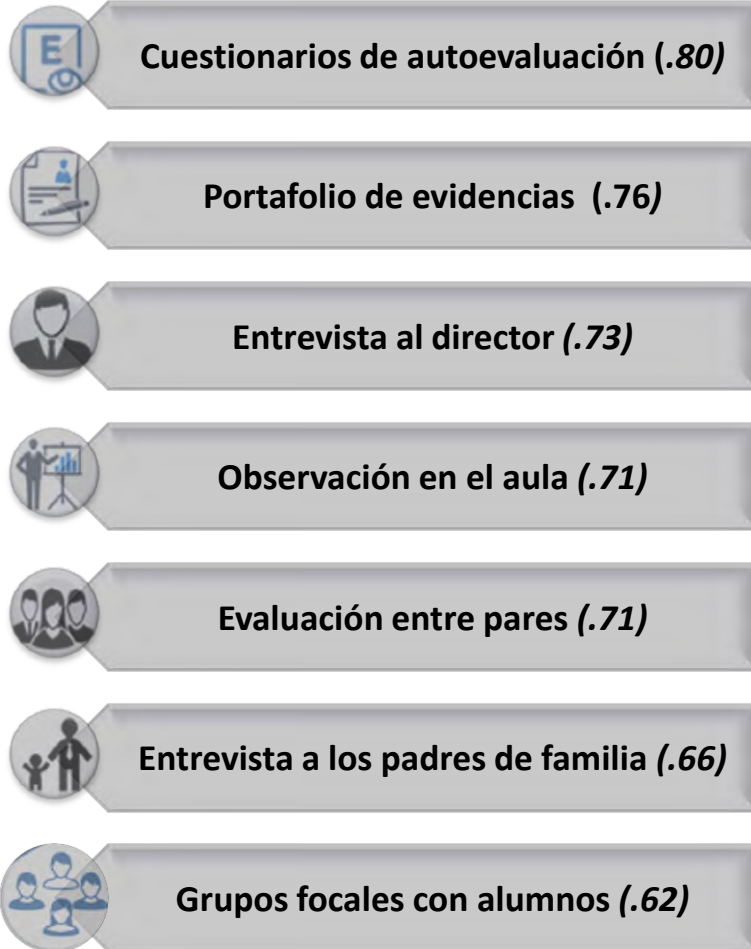 E
Cuestionarios de autoevaluación (.80)
Portafolio de evidencias (.76)
Entrevista al director (.73)
Observación en el aula (.71)
Evaluación entre pares (.71)
Entrevista a los padres de familia (.66)
Grupos focales con alumnos (.62)